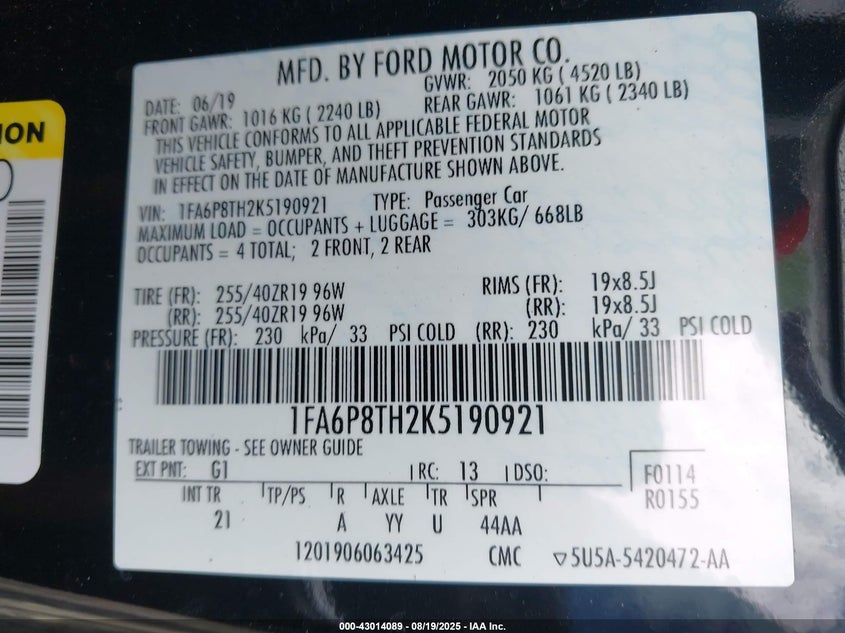 MFD. BY FORD MOTOR CO.
DATE: 06/19 GVWR: 2050 KG ( 4520 LB)
FRONT GAWR: 1016 KG ( 2240 LB) REAR GAWR: 1061 KG ( 2340 LB)
THIS VEHICLE CONFORMS TO ALL APPLICABLE FEDERAL MOTOR
VEHICLE SAFETY, BUMPER, AND THEFT PREVENTION STANDARDS
IN EFFECT ON THE DATE OF MANUFACTURE SHOWN ABOVE.
VIN: 1FA6P8TH2K5190921 TYPE: Passenger Car
MAXIMUM LOAD = OCCUPANTS + LUGGAGE = 303KG/ 668LB
OCCUPANTS = 4 TOTAL; 2 FRONT, 2 REAR
TIRE (FR): 255/40ZR19 96W RIMS (FR): 19x8.5J
(RR): 255/40ZR19 96W (RR): 19x8.5J
PRESSURE (FR): 230 kPa/ 33 PSI COLD (RR): 230 kPa/ 33 PSI COLD
1FA6P8TH2K5190921
TRAILER TOWING - SEE OWNER GUIDE
EXT PNT: G1 RC: 13 DSO: F0114
INT TR TP/PS R AXLE TR SPR R0155
21 A YY U 44AA
1201906063425 CMC ▽5U5A-5420472-AA
ION
000-43014089 - 08/19/2025 - IAA Inc.